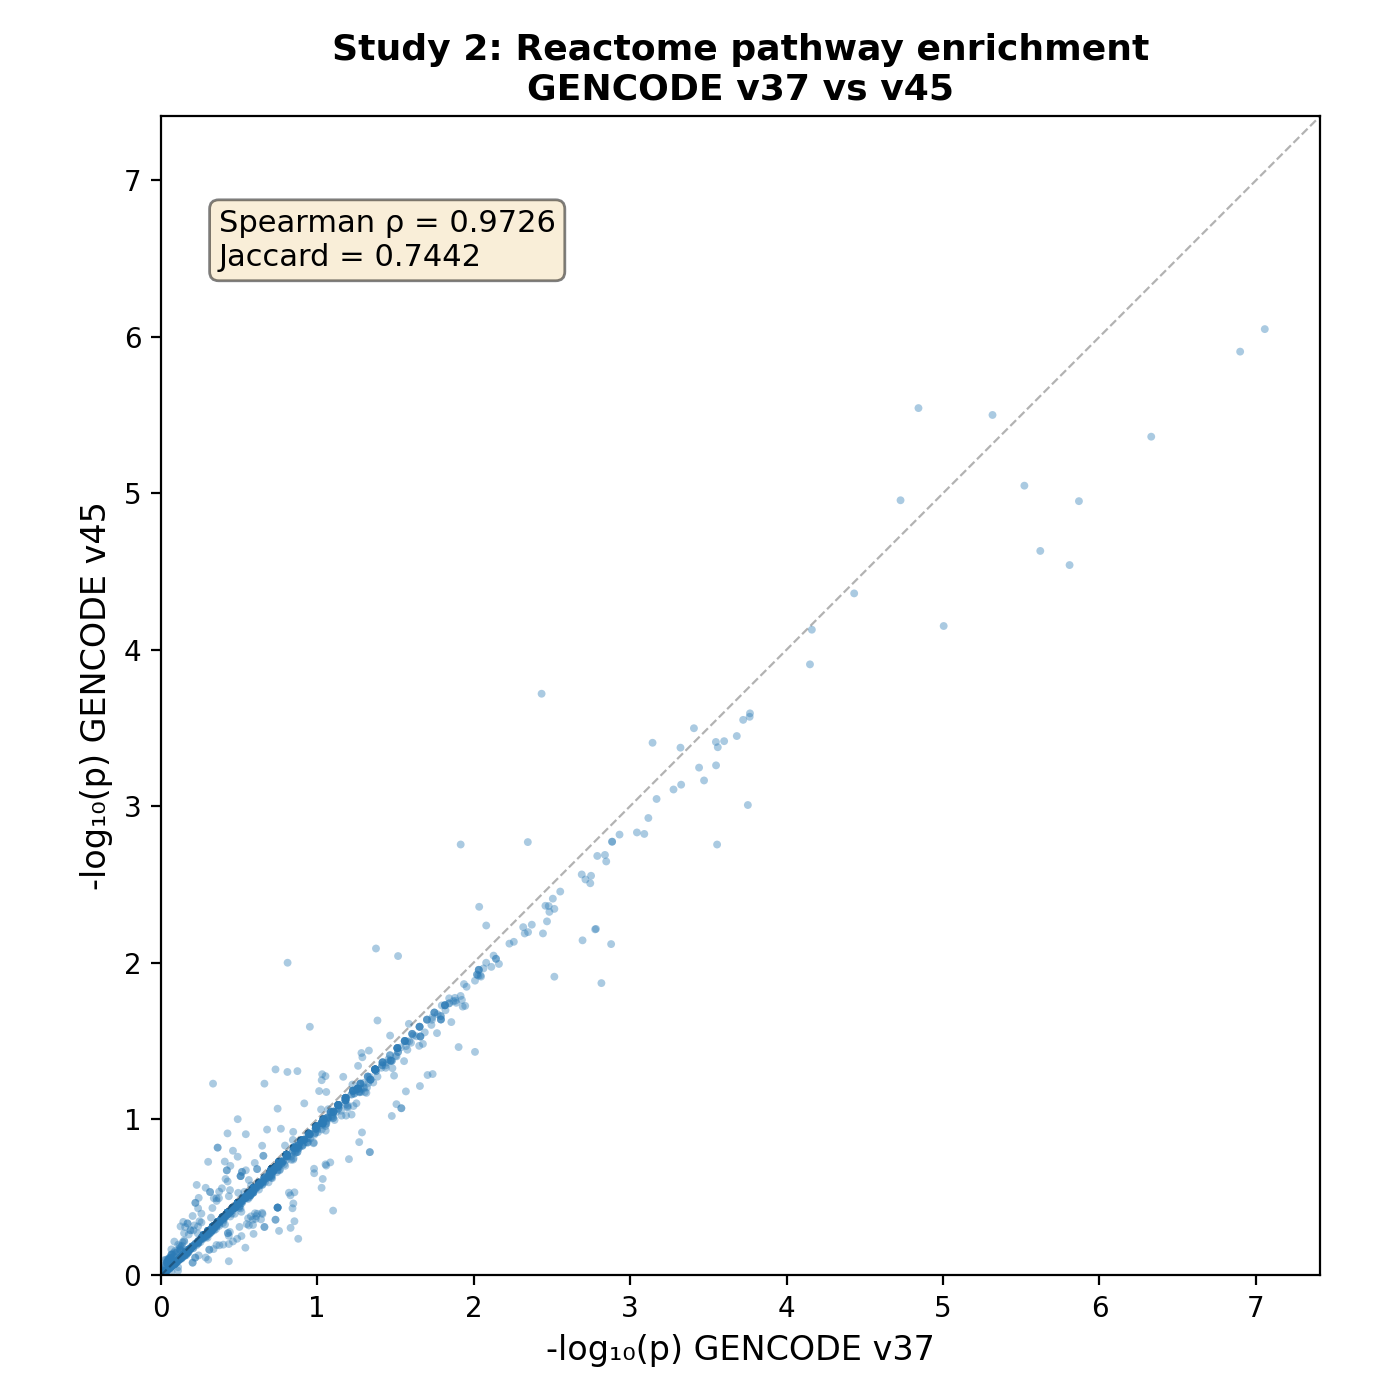 Study 2: Reactome pathway enrichment
GENCODE v37 vs v45
Spearman ρ = 0.9726
Jaccard = 0.7442
-log₁₀(p) GENCODE v45
7
6
5
4
3
2
1
0
0 1 2 3 4 5 6 7
-log₁₀(p) GENCODE v37